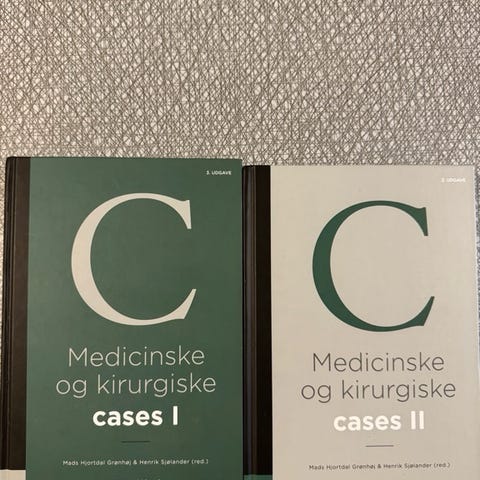 3. UDGAVE
C
Medicinske
og kirurgiske
cases I
Mads Hjortdal Grønhøj & Henrik Sjølander (red.)
2. UDGAVE
C
Medicinske
og kirurgiske
cases II
Mads Hjortdal Grønhøj & Henrik Sjølander (red.)